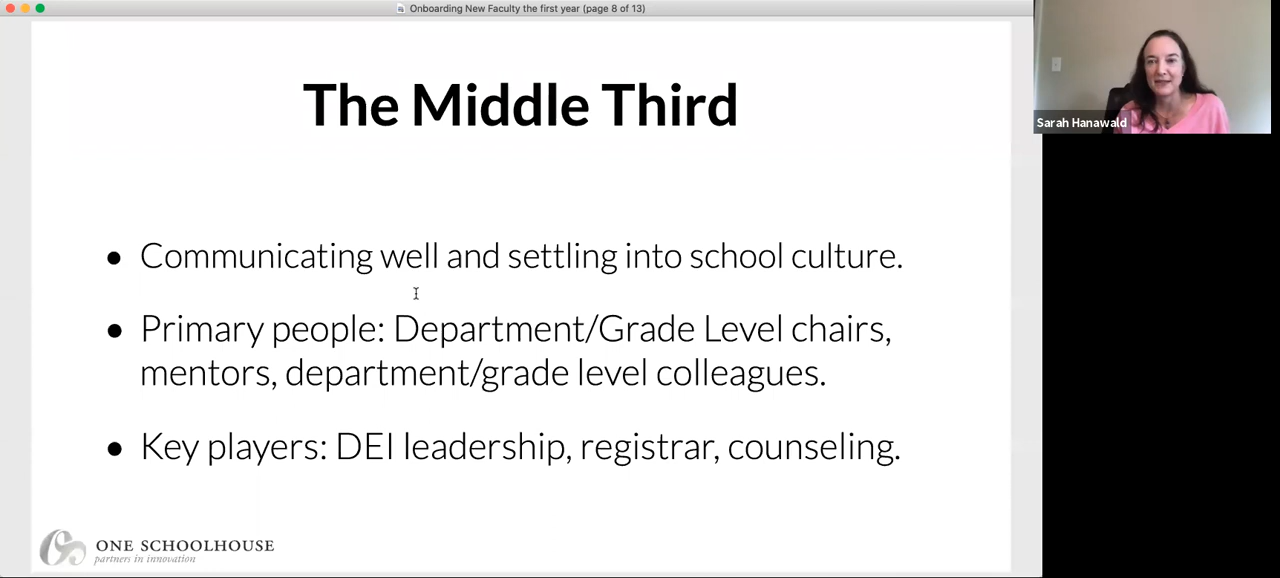 Onboarding New Faculty the first year (page 8 of 13)
The Middle Third
Sarah Hanawald
• Communicating well and settling into school culture.
• Primary people: Department/Grade Level chairs,
mentors, department/grade level colleagues.
• Key players: DEI leadership, registrar, counseling.
ONE SCHOOLHOUSE
partners in innovation